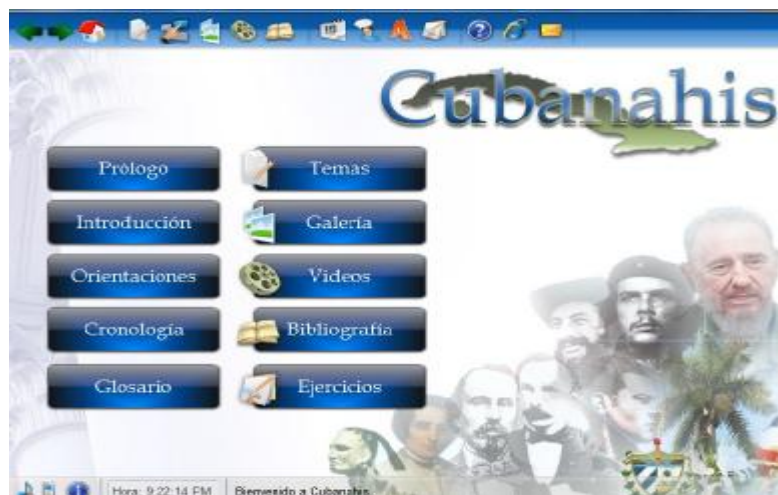 Cubanahis
Prólogo
Temas
Introducción
Galería
Orientaciones
Videos
Cronología
Bibliografía
Glosario
Ejercicios
Hora: 9:22:14 PM
Bienvenido a Cubanahis